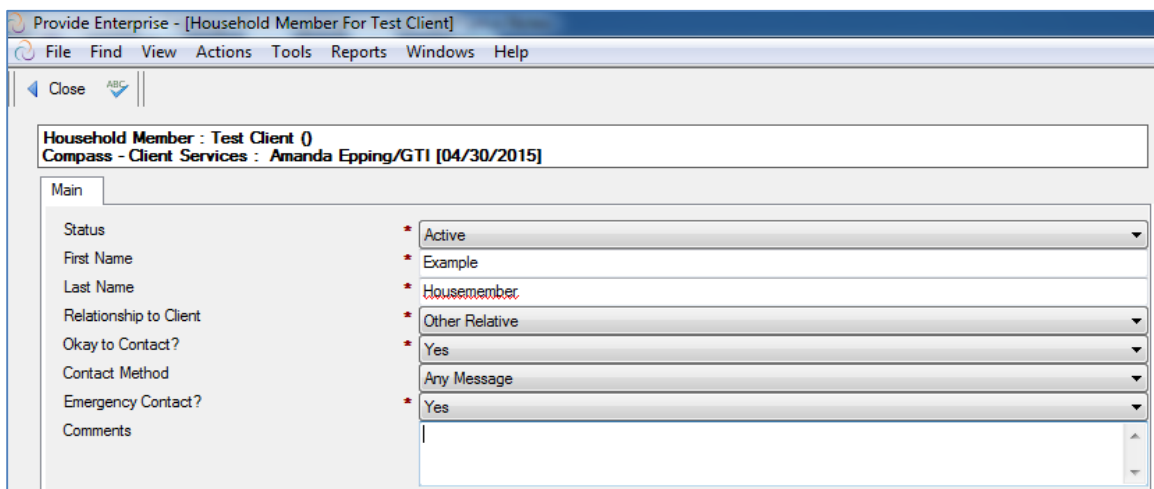 Provide Enterprise - [Household Member For Test Client]
File Find View Actions Tools Reports Windows Help
Close ABC
Household Member : Test Client ()
Compass - Client Services : Amanda Epping/GTI [04/30/2015]
Main
Status * Active
First Name * Example
Last Name * Housemember
Relationship to Client * Other Relative
Okay to Contact? * Yes
Contact Method Any Message
Emergency Contact? * Yes
Comments